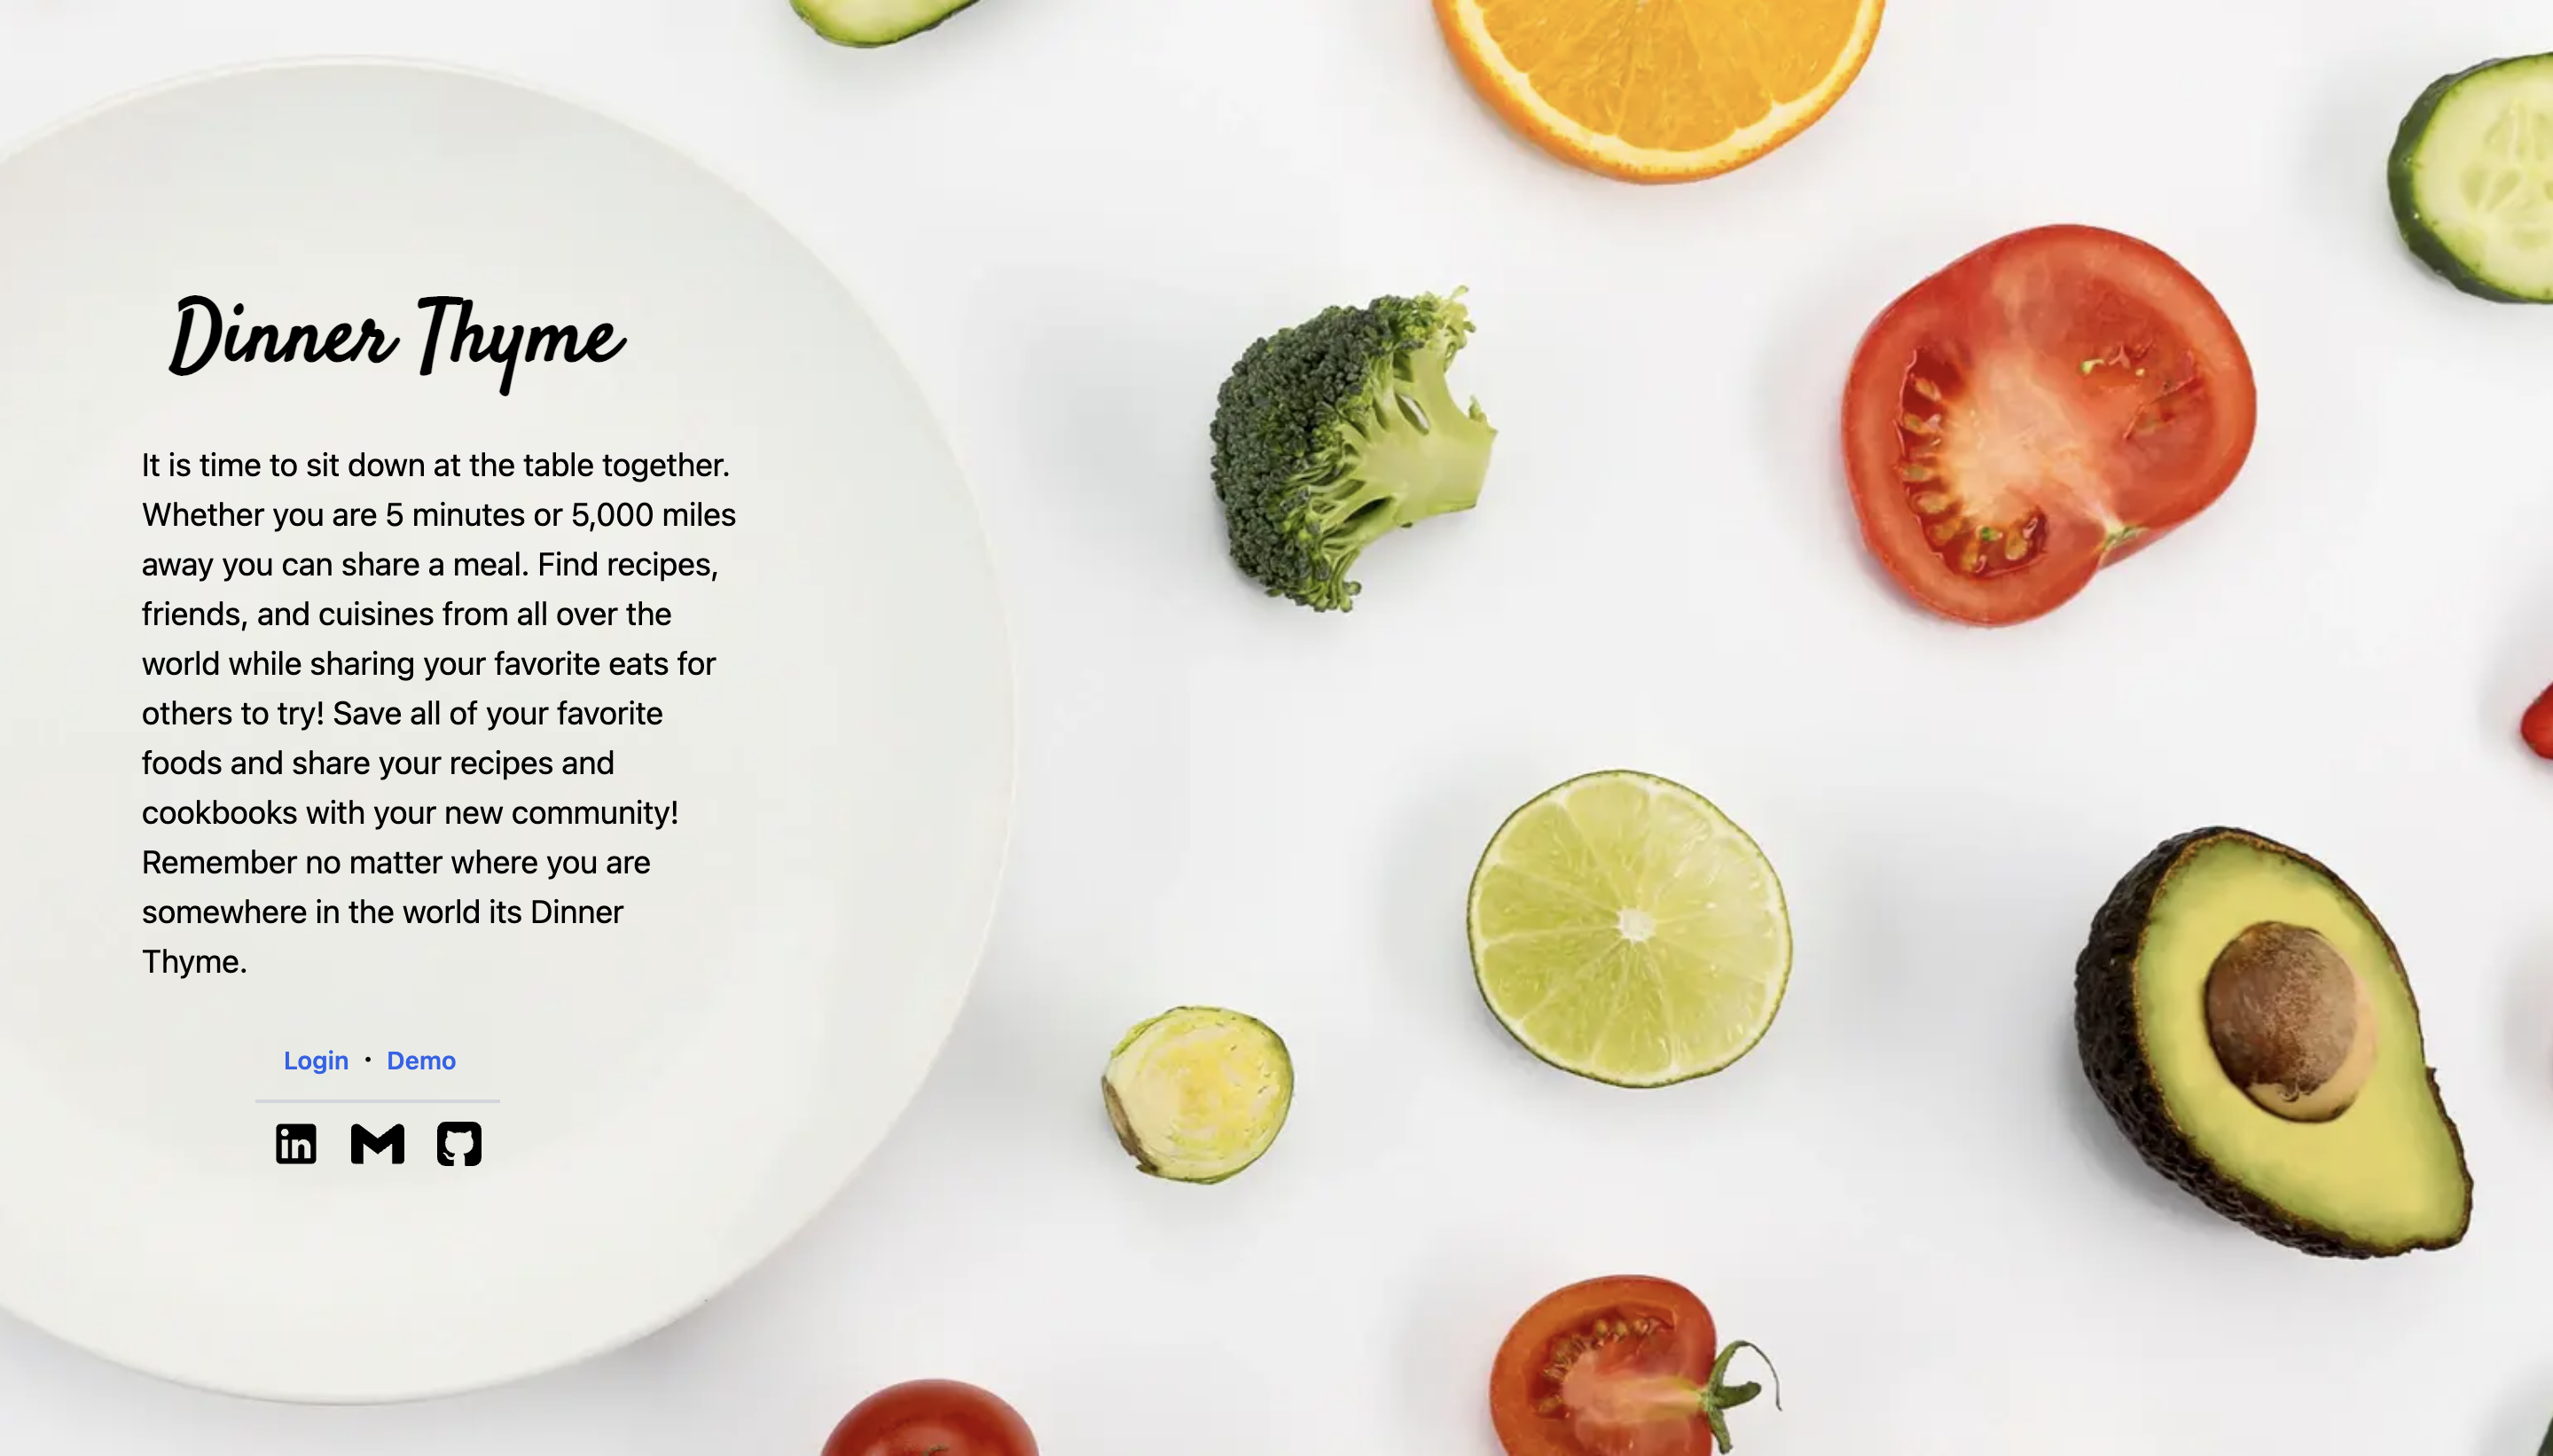 Dinner Thyme
It is time to sit down at the table together.
Whether you are 5 minutes or 5,000 miles
away you can share a meal. Find recipes,
friends, and cuisines from all over the
world while sharing your favorite eats for
others to try! Save all of your favorite
foods and share your recipes and
cookbooks with your new community!
Remember no matter where you are
somewhere in the world its Dinner
Thyme.
Login · Demo
in